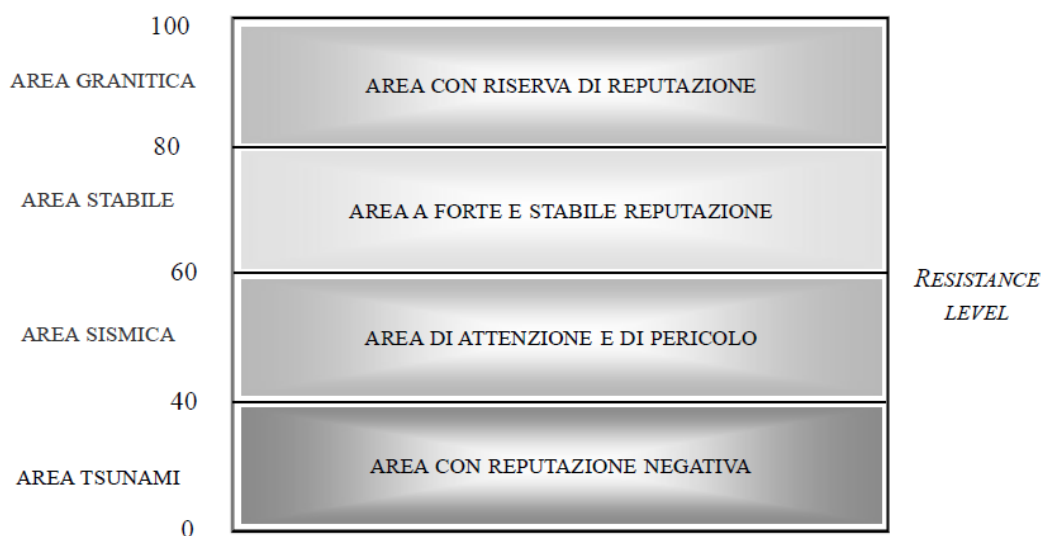 100
AREA GRANITICA
AREA CON RISERVA DI REPUTAZIONE
80
AREA STABILE
AREA A FORTE E STABILE REPUTAZIONE
60
RESISTANCE
LEVEL
AREA SISMICA
AREA DI ATTENZIONE E DI PERICOLO
40
AREA TSUNAMI
AREA CON REPUTAZIONE NEGATIVA
0